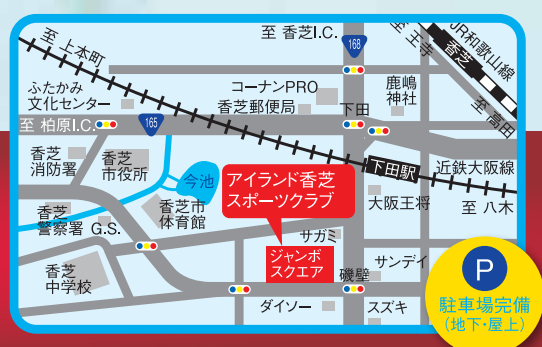 至 香芝I.C.
168
JR和歌山線
至 王寺
香芝
至 高田
至 上本町
ふたかみ
文化センター
コーナンPRO
香芝郵便局
鹿嶋
神社
下田
至 柏原I.C.
165
香芝
消防署
香芝
市役所
今池
下田駅
近鉄大阪線
アイランド香芝
スポーツクラブ
大阪王将
至 八木
香芝
警察署
G.S.
香芝市
体育館
サガミ
ジャンボ
スクエア
磯壁
サンデイ
香芝
中学校
ダイソー
スズキ
P
駐車場完備
(地下・屋上)